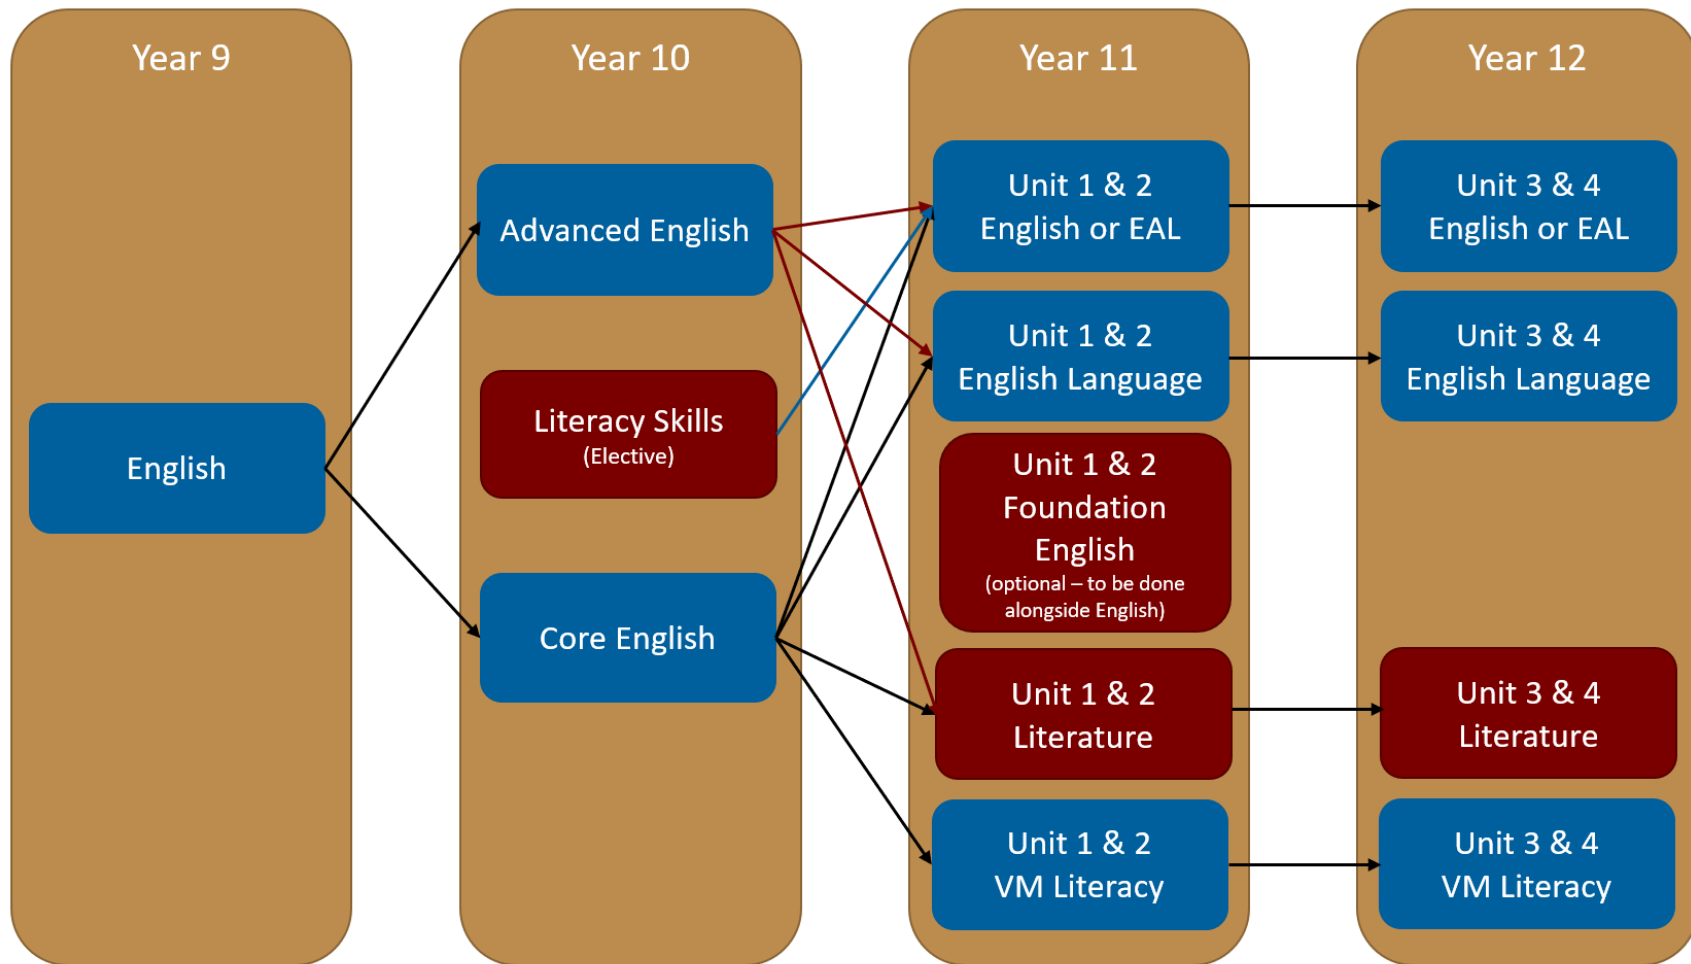 Year 9
English
Year 10
Advanced English
Literacy Skills
(Elective)
Core English
Year 11
Unit 1 & 2
English or EAL
Unit 1 & 2
English Language
Unit 1 & 2
Foundation
English
(optional – to be done
alongside English)
Unit 1 & 2
Literature
Unit 1 & 2
VM Literacy
Year 12
Unit 3 & 4
English or EAL
Unit 3 & 4
English Language
Unit 3 & 4
Literature
Unit 3 & 4
VM Literacy